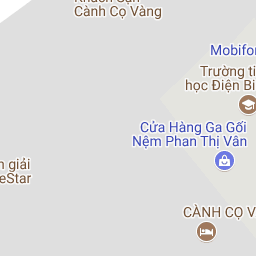 Cành Cọ Vàng
Mobifo
Trường ti
học Điện Bi
Cửa Hàng Ga Gối
Nệm Phan Thị Vân
giải
eStar
CÀNH CỌ V